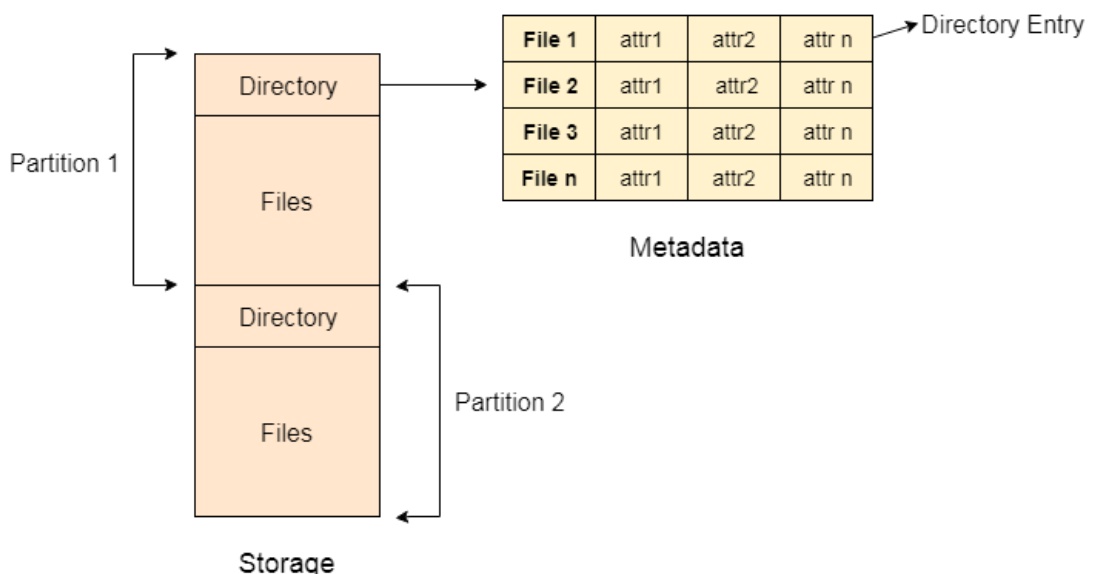 File 1 attr1 attr2 attr n
Directory Entry
File 2 attr1 attr2 attr n
File 3 attr1 attr2 attr n
File n attr1 attr2 attr n
Metadata
Directory
Partition 1
Files
Directory
Partition 2
Files
Storage